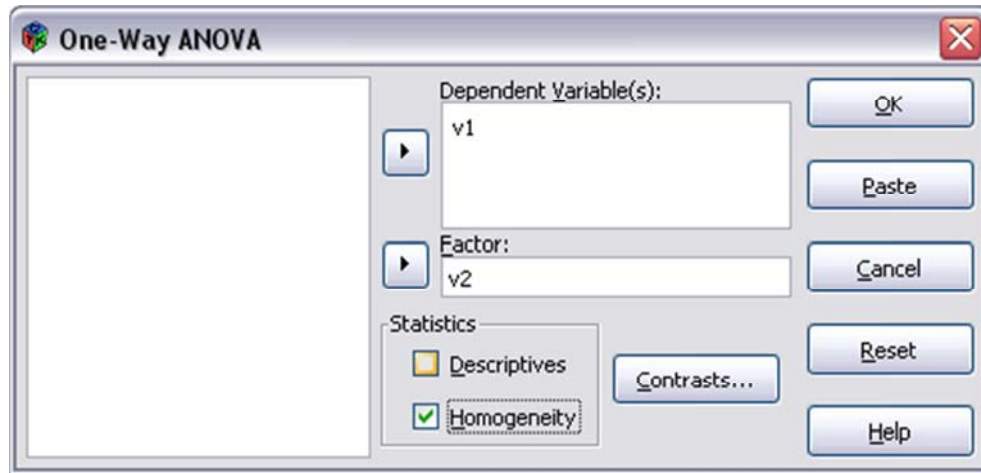 One-Way ANOVA
Dependent Variable(s):
v1
Factor:
v2
Statistics
Descriptives
Homogeneity
Contrasts...
OK
Paste
Cancel
Reset
Help